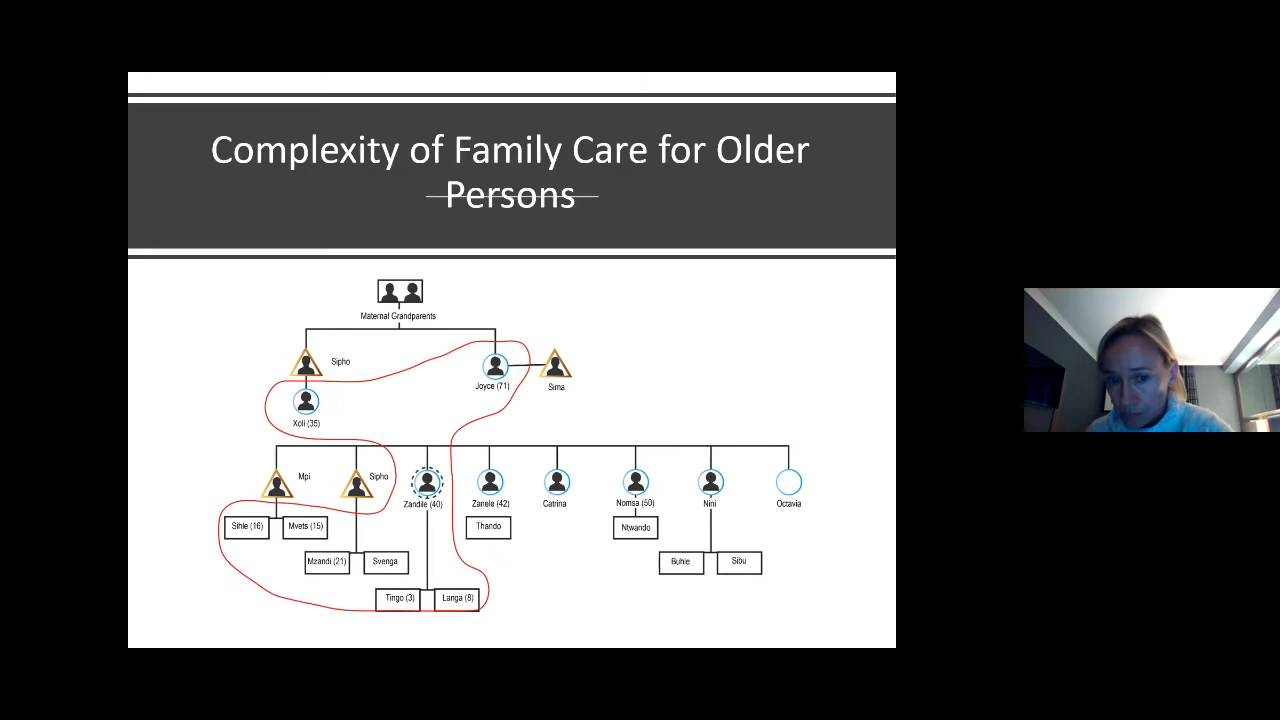 Complexity of Family Care for Older
Persons
Maternal Grandparents
Sipho
Joyce (71)
Sima
Xoli (35)
Mpi
Sipho
Zandile (40)
Zanele (42)
Catrina
Nomsa (50)
Nini
Octavia
Sihle (16)
Mvets (15)
Thando
Ntwando
Mzandi (21)
Svenga
Buhle
Sibu
Tingo (3)
Langa (8)